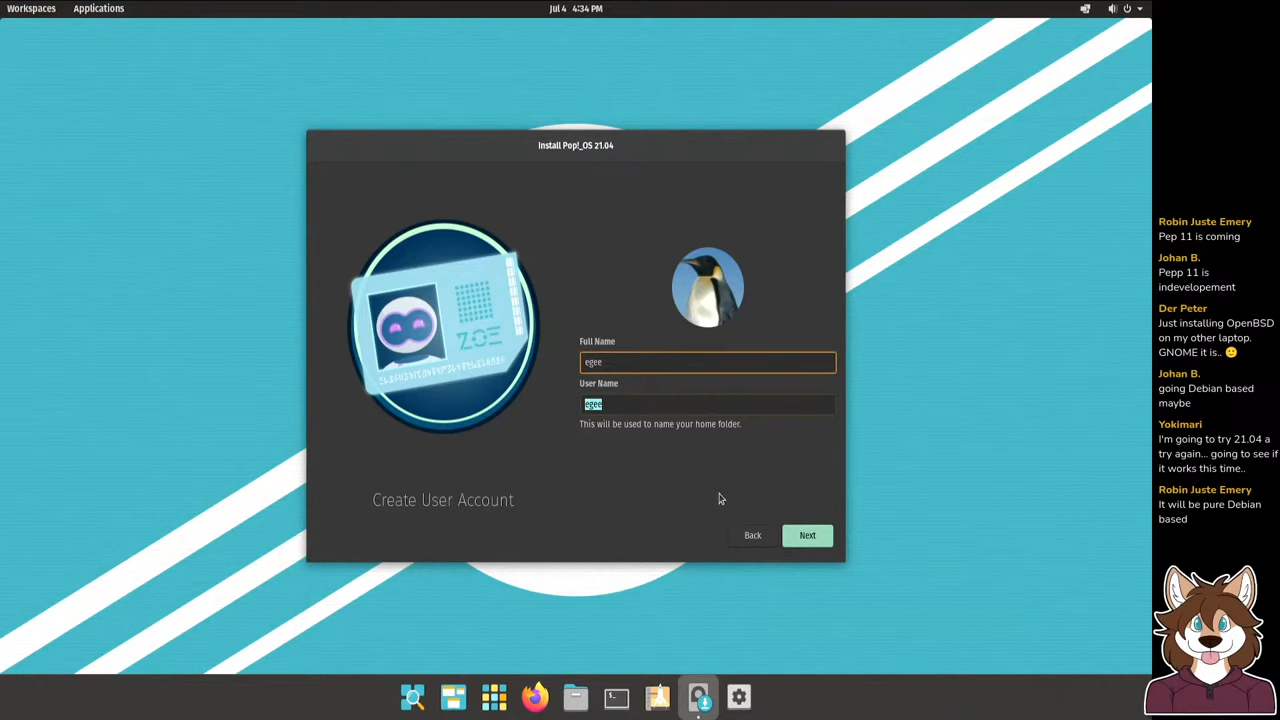 Workspaces Applications Jul 4 4:34 PM
Install Pop!_OS 21.04
ZOE
Full Name
egee
User Name
egee
This will be used to name your home folder.
Create User Account
Back Next
Robin Juste Emery
Pep 11 is coming
Johan B.
Pepp 11 is
indevelopement
Der Peter
Just installing OpenBSD
on my other laptop.
GNOME it is.. 🙂
Johan B.
going Debian based
maybe
Yokimari
I'm going to try 21.04 a
try again... going to see if
it works this time..
Robin Juste Emery
It will be pure Debian
based